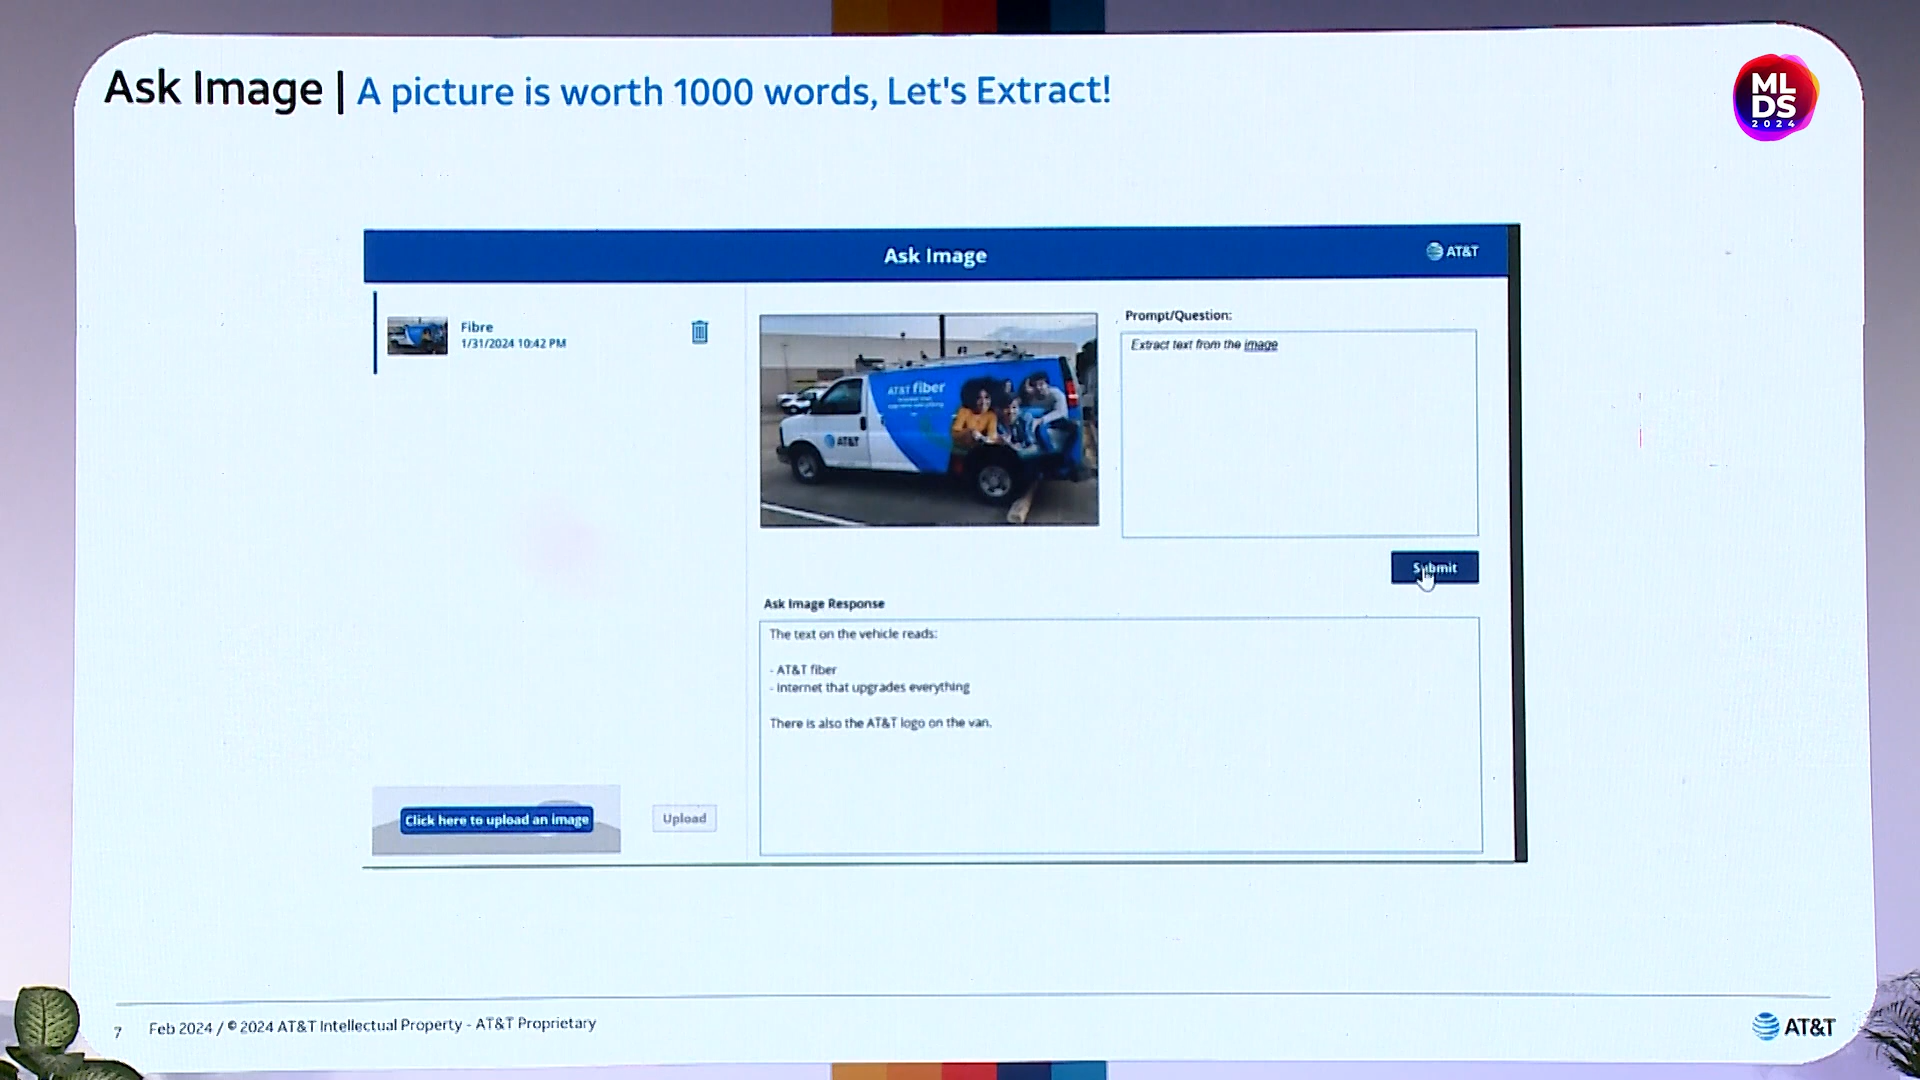 Ask Image | A picture is worth 1000 words, Let's Extract!
ML
DS
2024
Ask Image
AT&T
Fibre
1/31/2024 10:42 PM
AT&T fiber
AT&T
Prompt/Question:
Extract text from the image
Submit
Ask Image Response
The text on the vehicle reads:
- AT&T fiber
- Internet that upgrades everything
There is also the AT&T logo on the van.
Click here to upload an image
Upload
7 Feb 2024 / © 2024 AT&T Intellectual Property - AT&T Proprietary
AT&T